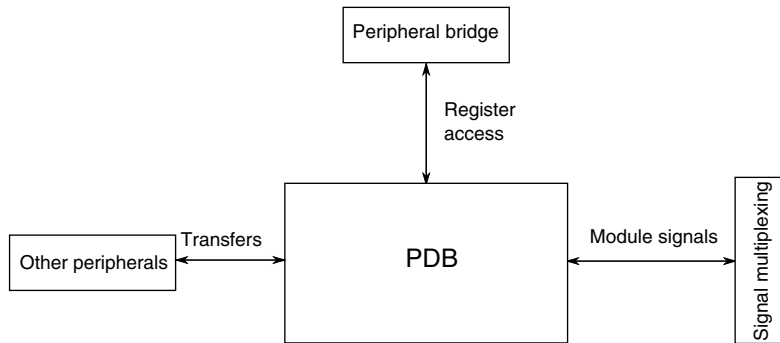 Peripheral bridge
Register
access
Transfers
Other peripherals
PDB
Module signals
Signal multiplexing